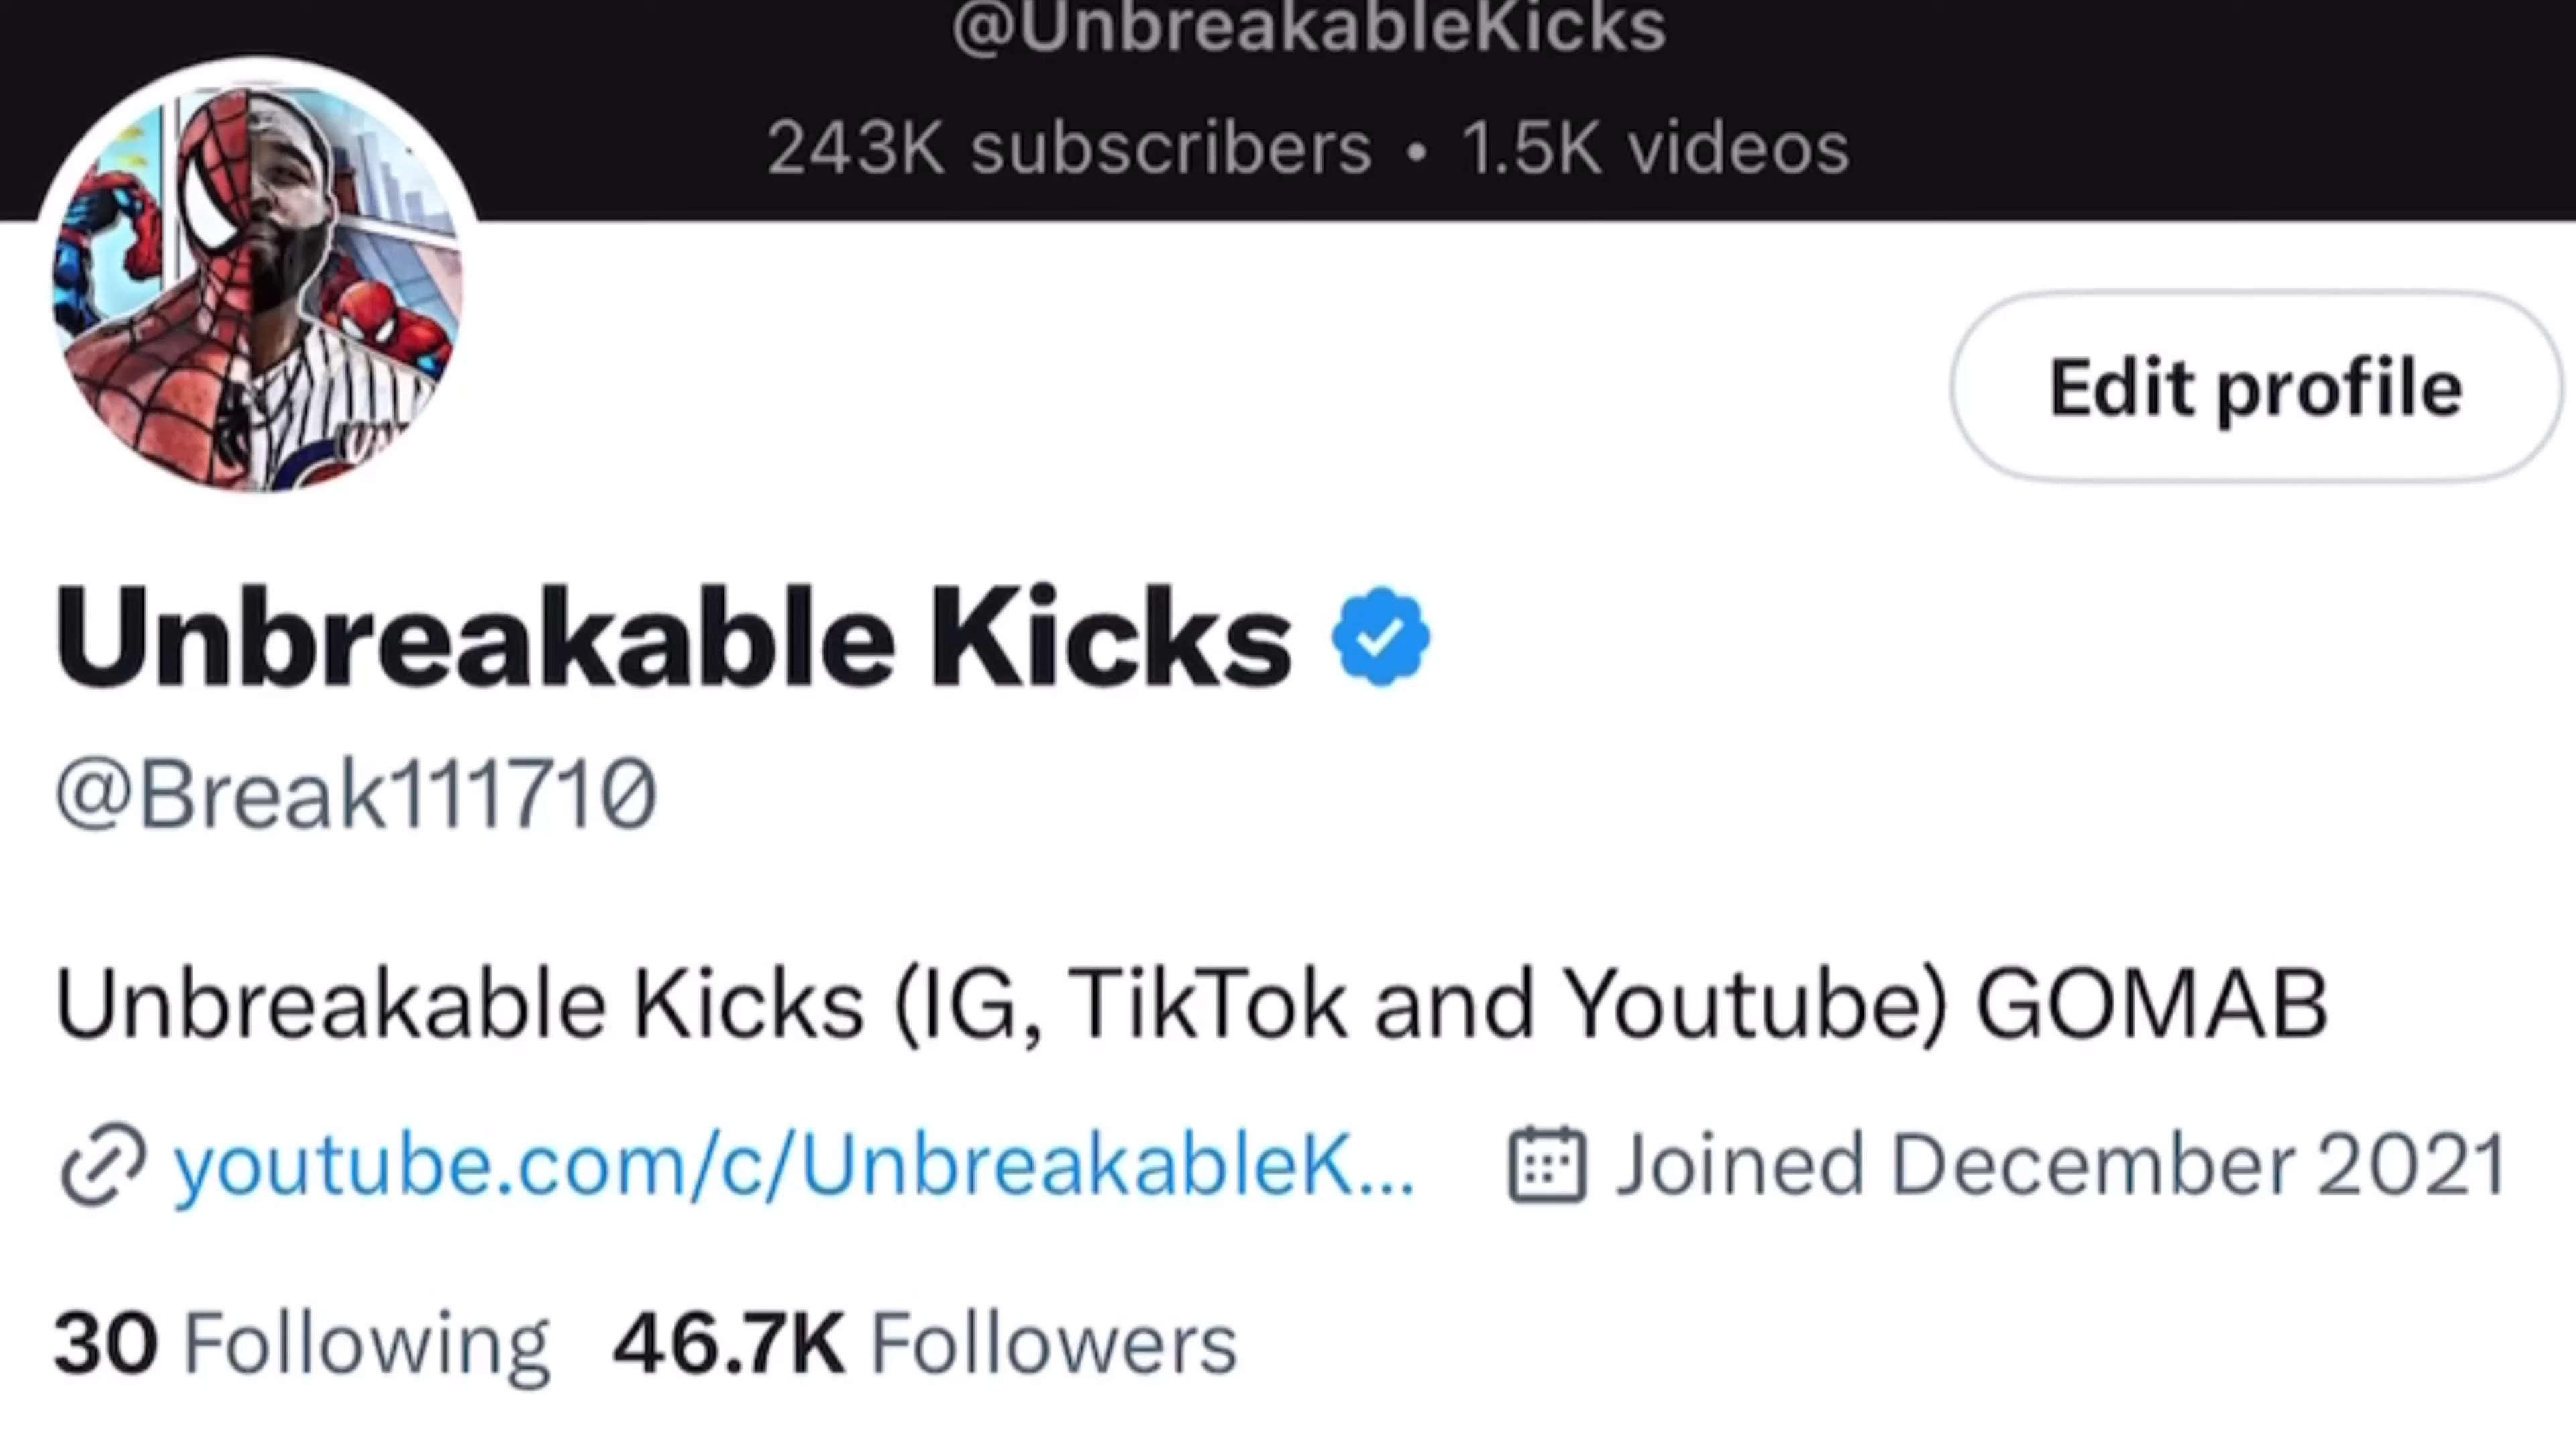 @UnbreakableKicks
243K subscribers • 1.5K videos
Edit profile
Unbreakable Kicks
@Break111710
Unbreakable Kicks (IG, TikTok and Youtube) GOMAB
youtube.com/c/UnbreakableK... Joined December 2021
30 Following 46.7K Followers